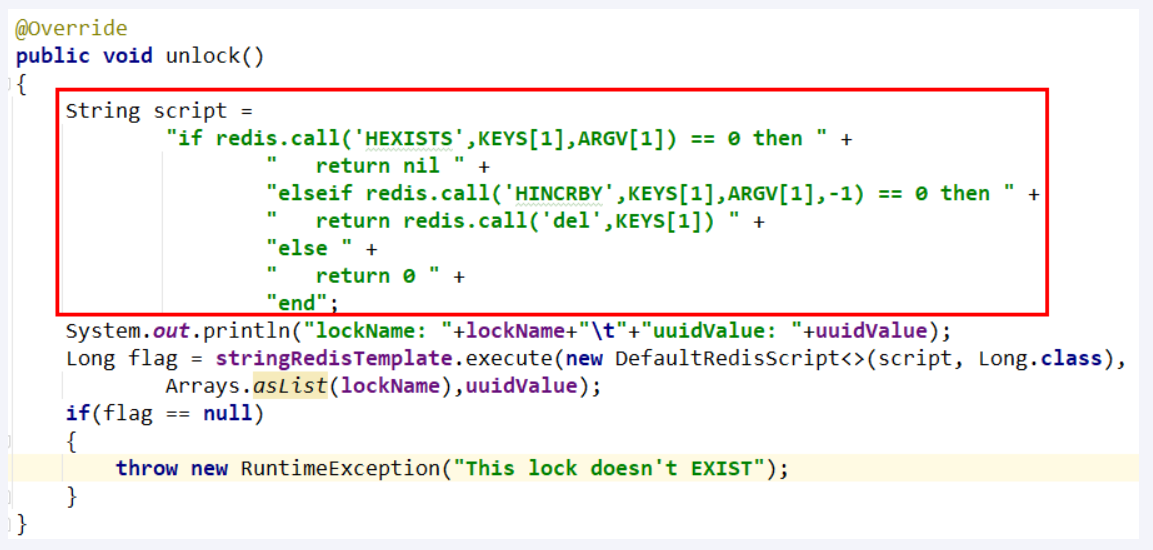 @Override
public void unlock()
{
    String script =
            "if redis.call('HEXISTS',KEYS[1],ARGV[1]) == 0 then " +
                    "   return nil " +
                    "elseif redis.call('HINCRBY',KEYS[1],ARGV[1],-1) == 0 then " +
                    "   return redis.call('del',KEYS[1]) " +
                    "else " +
                    "   return 0 " +
                    "end";
    System.out.println("lockName: "+lockName+"\t"+"uuidValue: "+uuidValue);
    Long flag = stringRedisTemplate.execute(new DefaultRedisScript<>(script, Long.class),
            Arrays.asList(lockName),uuidValue);
    if(flag == null)
    {
        throw new RuntimeException("This lock doesn't EXIST");
    }
}